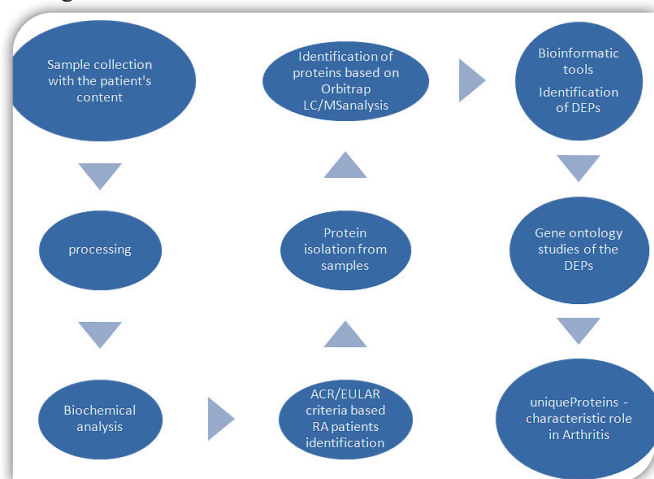 Sample collection
with the patient's
content
processing
Biochemical
analysis
ACR/EULAR
criteria based
RA patients
identification
Protein
isolation from
samples
Identification of
proteins based on
Orbitrap
LC/MSanalysis
Bioinformatic
tools
Identification
of DEPs
Gene ontology
studies of the
DEPs
uniqueProteins -
characteristic role
in Arthritis